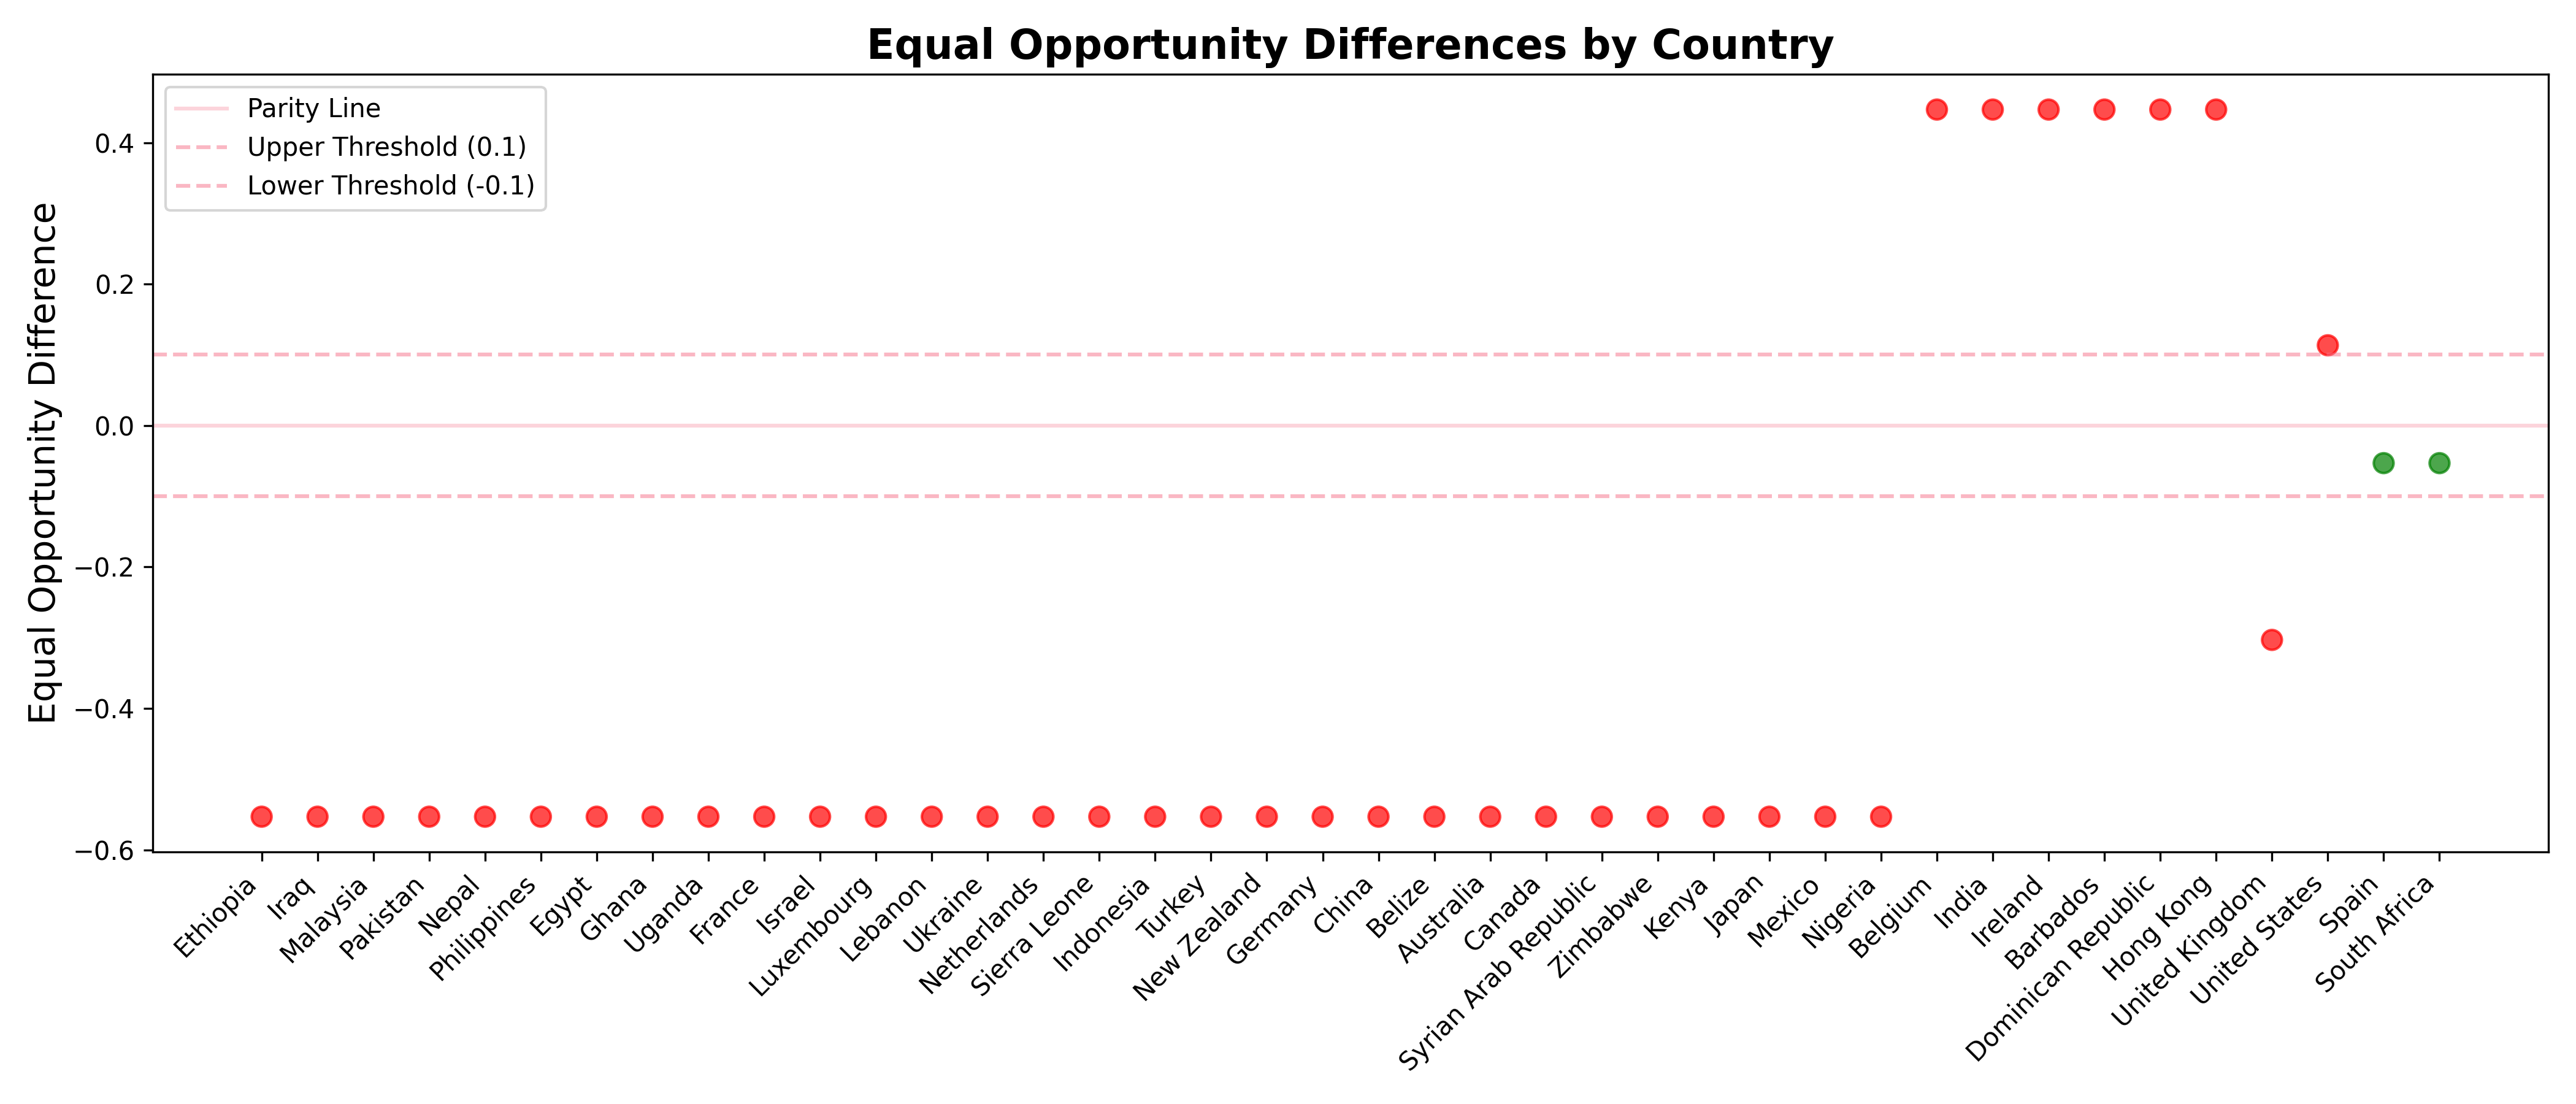 Equal Opportunity Differences by Country
Parity Line
Upper Threshold (0.1)
Lower Threshold (-0.1)
Equal Opportunity Difference
0.4
0.2
0.0
−0.2
−0.4
−0.6
Ethiopia
Iraq
Malaysia
Pakistan
Nepal
Philippines
Egypt
Ghana
Uganda
France
Israel
Luxembourg
Lebanon
Ukraine
Netherlands
Sierra Leone
Indonesia
Turkey
New Zealand
Germany
China
Belize
Australia
Canada
Syrian Arab Republic
Zimbabwe
Kenya
Japan
Mexico
Nigeria
Belgium
India
Ireland
Barbados
Dominican Republic
Hong Kong
United Kingdom
United States
Spain
South Africa